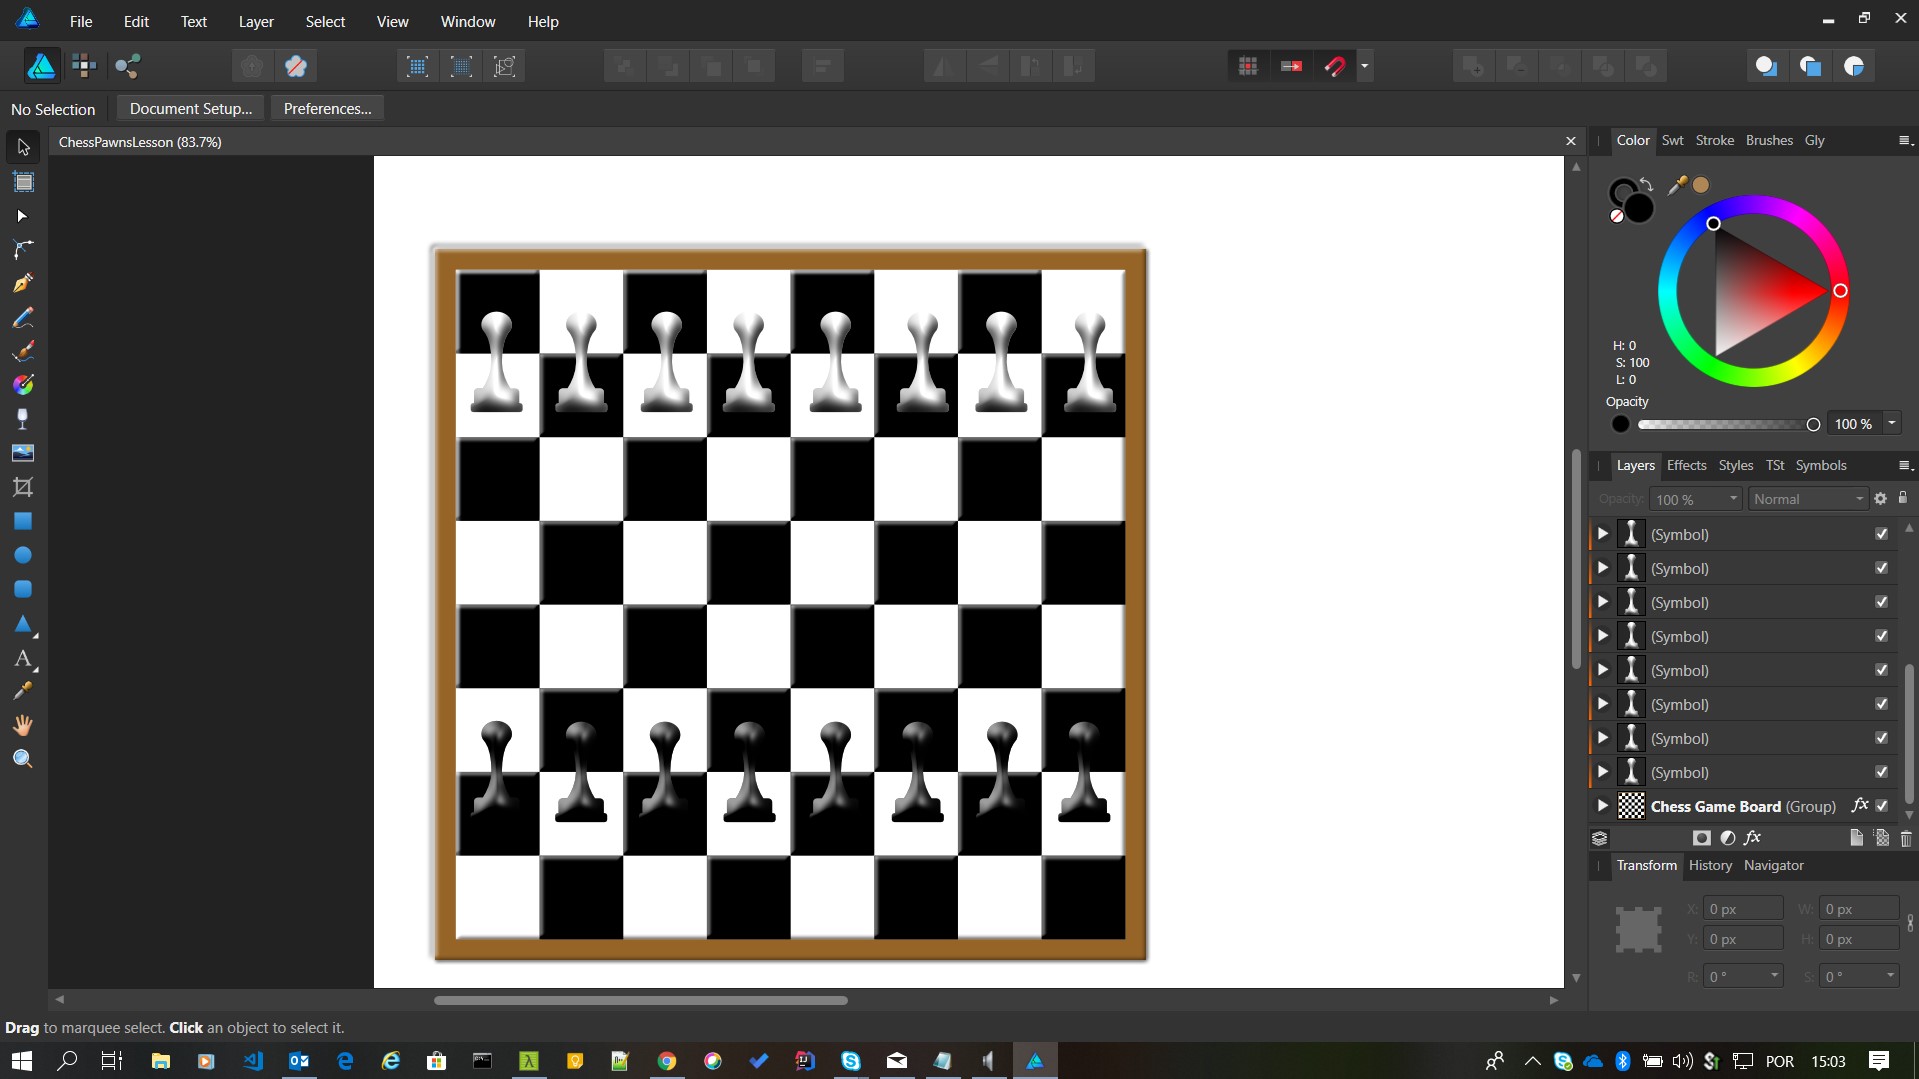 File Edit Text Layer Select View Window Help
No Selection Document Setup... Preferences...
ChessPawnsLesson (83.7%)
Color Swt Stroke Brushes Gly
H: 0
S: 100
L: 0
Opacity
100 %
Layers Effects Styles TSt Symbols
Opacity: 100 % Normal
(Symbol)
(Symbol)
(Symbol)
(Symbol)
(Symbol)
(Symbol)
(Symbol)
(Symbol)
Chess Game Board (Group) fx
fx
Transform History Navigator
X: 0 px W: 0 px
Y: 0 px H: 0 px
R: 0 ° S: 0 °
Drag to marquee select. Click an object to select it.
POR 15:03